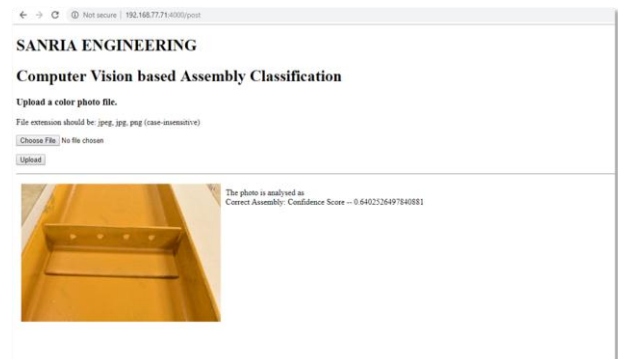 Not secure | 192.168.77.71:4000/post
SANRIA ENGINEERING
Computer Vision based Assembly Classification
Upload a color photo file.
File extension should be: jpeg, jpg, png (case-insensitive)
Choose File No file chosen
Upload
The photo is analysed as
Correct Assembly: Confidence Score -- 0.6402526497840881